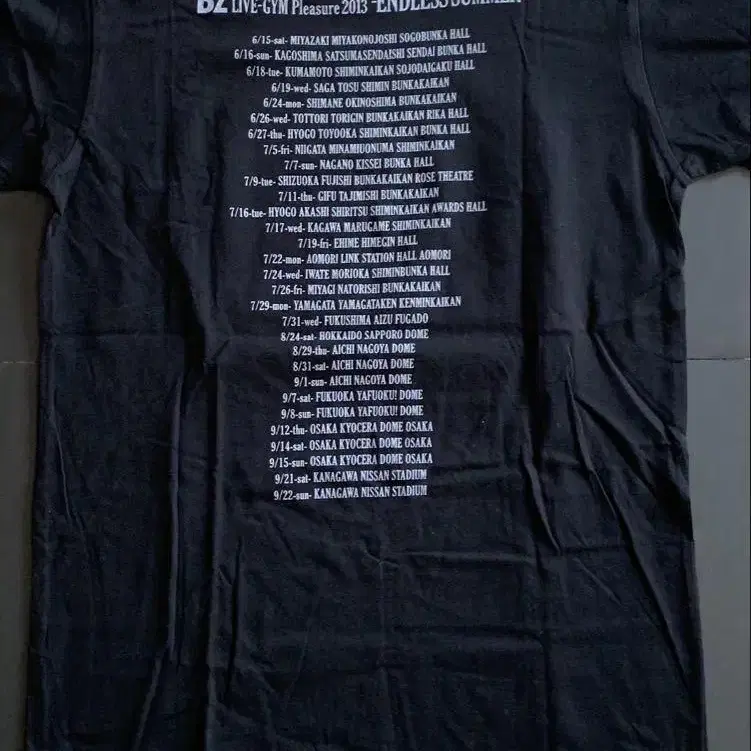 B'z LIVE-GYM Pleasure 2013 -ENDLESS SUMMER-
6/15-sat- MIYAZAKI MIYAKONOJOSHI SOGOBUNKA HALL
6/16-sun- KAGOSHIMA SATSUMASENDAISHI SENDAI BUNKA HALL
6/18-tue- KUMAMOTO SHIMINKAIKAN SOJODAIGAKU HALL
6/19-wed- SAGA TOSU SHIMIN BUNKAKAIKAN
6/24-mon- SHIMANE OKINOSHIMA BUNKAKAIKAN
6/26-wed- TOTTORI TORIGIN BUNKAKAIKAN RIKA HALL
6/27-thu- HYOGO TOYOOKA SHIMINKAIKAN BUNKA HALL
7/5-fri- NIIGATA MINAMIUONUMA SHIMINKAIKAN
7/7-sun- NAGANO KISSEI BUNKA HALL
7/9-tue- SHIZUOKA FUJISHI BUNKAKAIKAN ROSE THEATRE
7/11-thu- GIFU TAJIMISHI BUNKAKAIKAN
7/16-tue- HYOGO AKASHI SHIRITSU SHIMINKAIKAN AWARDS HALL
7/17-wed- KAGAWA MARUGAME SHIMINKAIKAN
7/19-fri- EHIME HIMEGIN HALL
7/22-mon- AOMORI LINK STATION HALL AOMORI
7/24-wed- IWATE MORIOKA SHIMINBUNKA HALL
7/26-fri- MIYAGI NATORISHI BUNKAKAIKAN
7/29-mon- YAMAGATA YAMAGATAKEN KENMINKAIKAN
7/31-wed- FUKUSHIMA AIZU FUGADO
8/24-sat- HOKKAIDO SAPPORO DOME
8/29-thu- AICHI NAGOYA DOME
8/31-sat- AICHI NAGOYA DOME
9/1-sun- AICHI NAGOYA DOME
9/7-sat- FUKUOKA YAFUOKU! DOME
9/8-sun- FUKUOKA YAFUOKU! DOME
9/12-thu- OSAKA KYOCERA DOME OSAKA
9/14-sat- OSAKA KYOCERA DOME OSAKA
9/15-sun- OSAKA KYOCERA DOME OSAKA
9/21-sat- KANAGAWA NISSAN STADIUM
9/22-sun- KANAGAWA NISSAN STADIUM